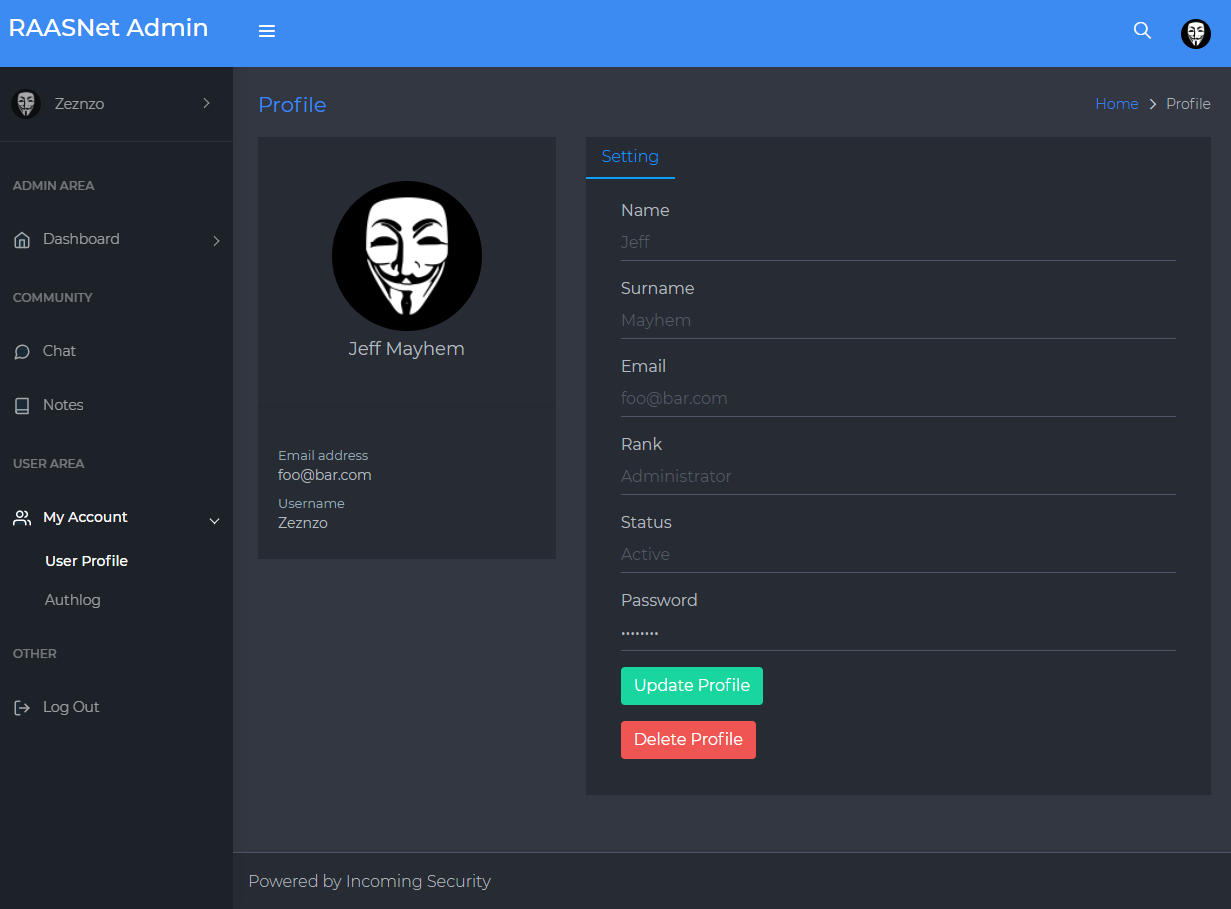 RAASNet Admin
Zeznzo
ADMIN AREA
Dashboard
COMMUNITY
Chat
Notes
USER AREA
My Account
User Profile
Authlog
OTHER
Log Out
Profile
Home > Profile
Jeff Mayhem
Email address
foo@bar.com
Username
Zeznzo
Setting
Name
Jeff
Surname
Mayhem
Email
foo@bar.com
Rank
Administrator
Status
Active
Password
••••••••
Update Profile
Delete Profile
Powered by Incoming Security